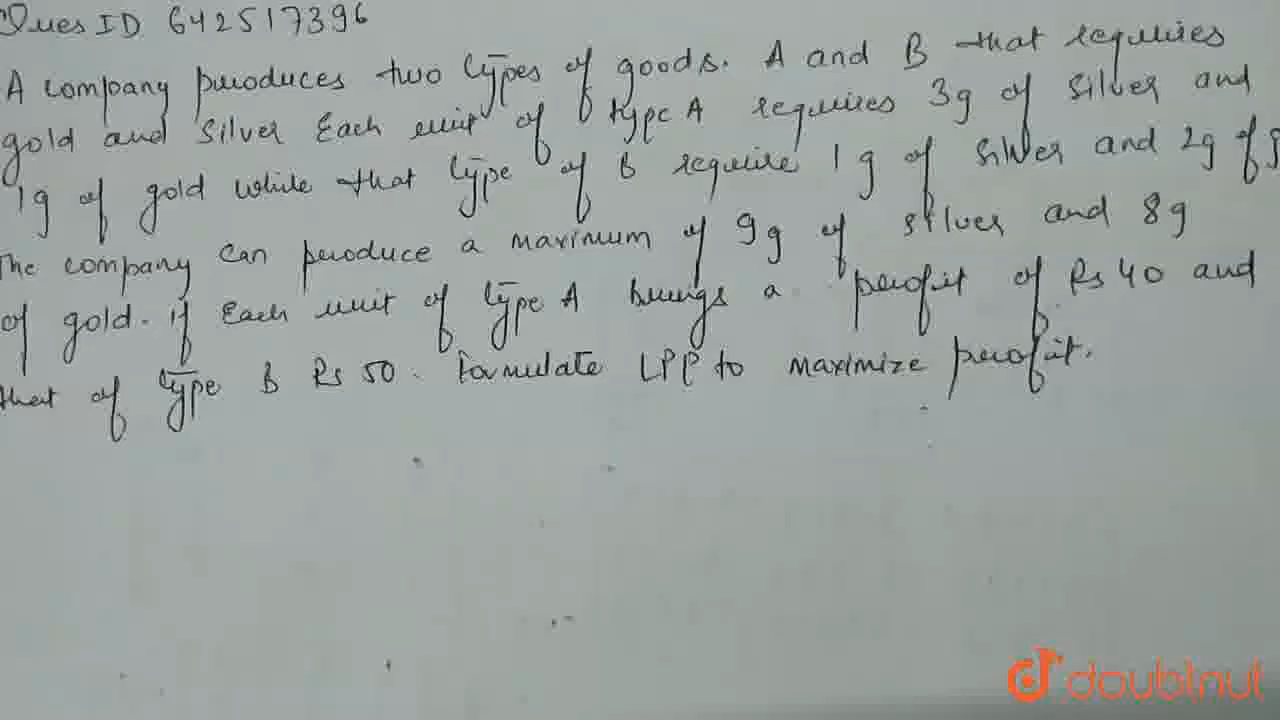 Ques ID 642517396
A company produces two types of goods. A and B that requires
gold and silver Each unit of type A requires 3g of silver and
1g of gold while that type of B require 1g of silver and 2g of g
The company can produce a maximum of 9g of silver and 8g
of gold. if Each unit of type A brings a profit of Rs 40 and
that of type B Rs 50. Formulate LPP to maximize profit.
doubtnut